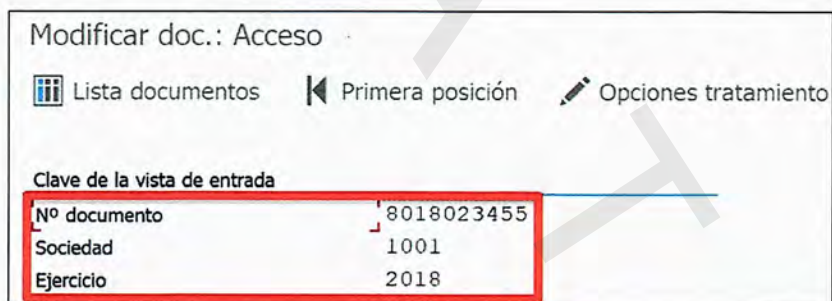 Modificar doc.: Acceso
Lista documentos Primera posición Opciones tratamiento
Clave de la vista de entrada
Nº documento 8018023455
Sociedad 1001
Ejercicio 2018